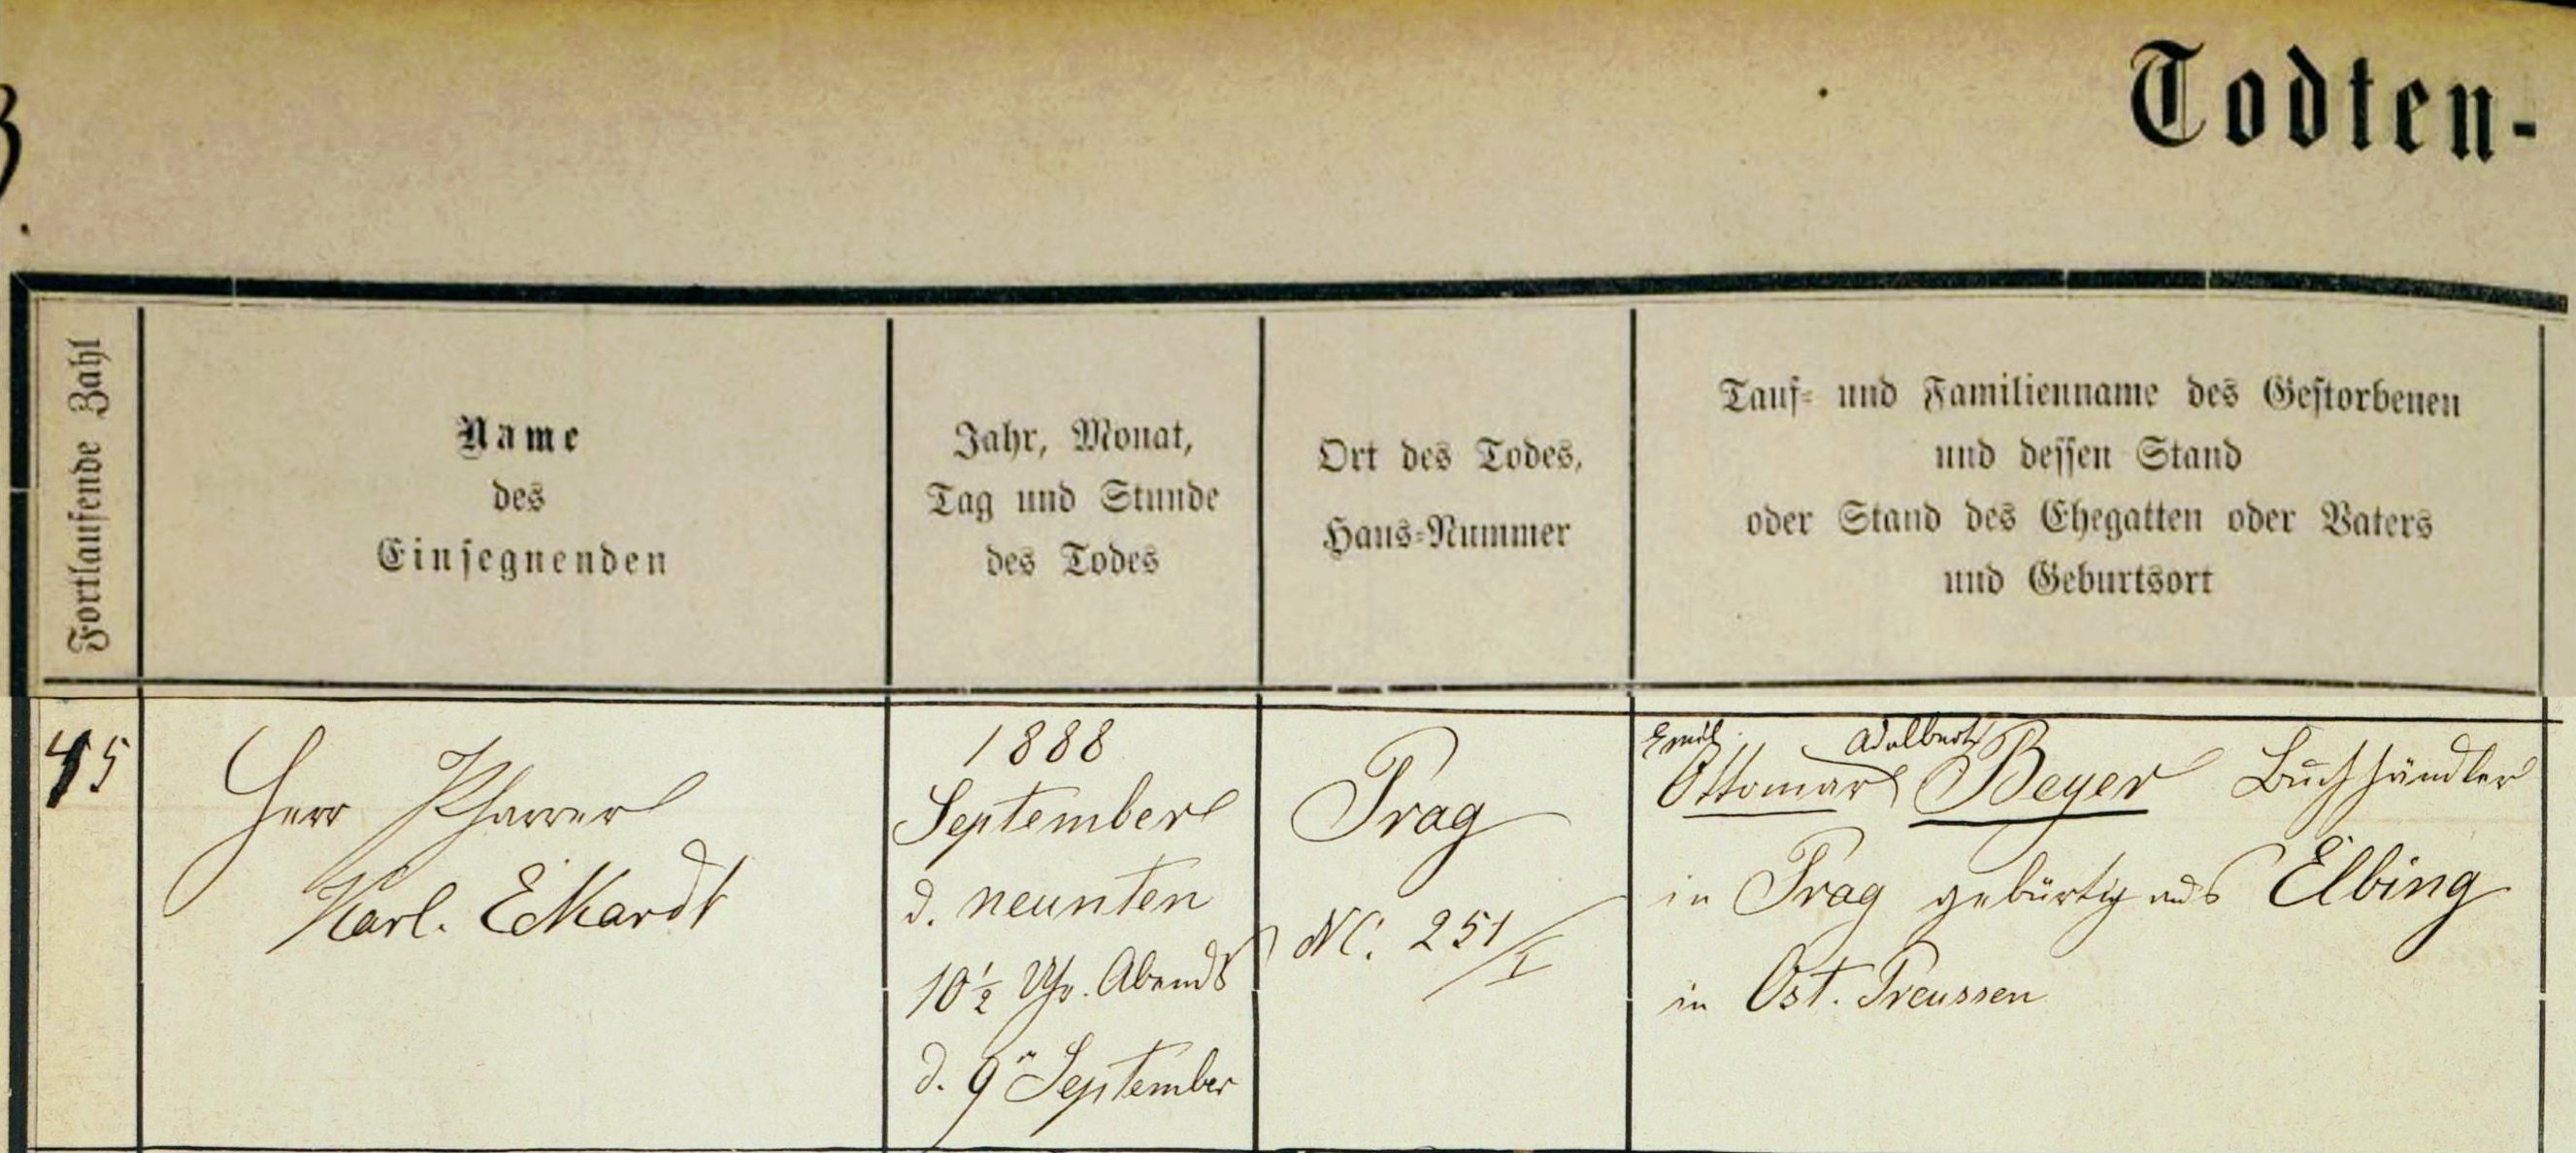 Todten-
Fortlaufende Zahl
Name
des
Einsegnenden
Jahr, Monat,
Tag und Stunde
des Todes
Ort des Todes,
Haus-Nummer
Tauf- und Familienname des Gestorbenen
und dessen Stand
oder Stand des Ehegatten oder Vaters
und Geburtsort
45
Herr Pfarrer
Karl. Eckardt
1888
September
d. neunten
10½ Uhr. Abends
d. 9n September
Prag
NC. 251/I
Emil Adalbert
Ottomar Beyer Buchhändler
in Prag gebürtig aus Elbing
in Ost. Preussen